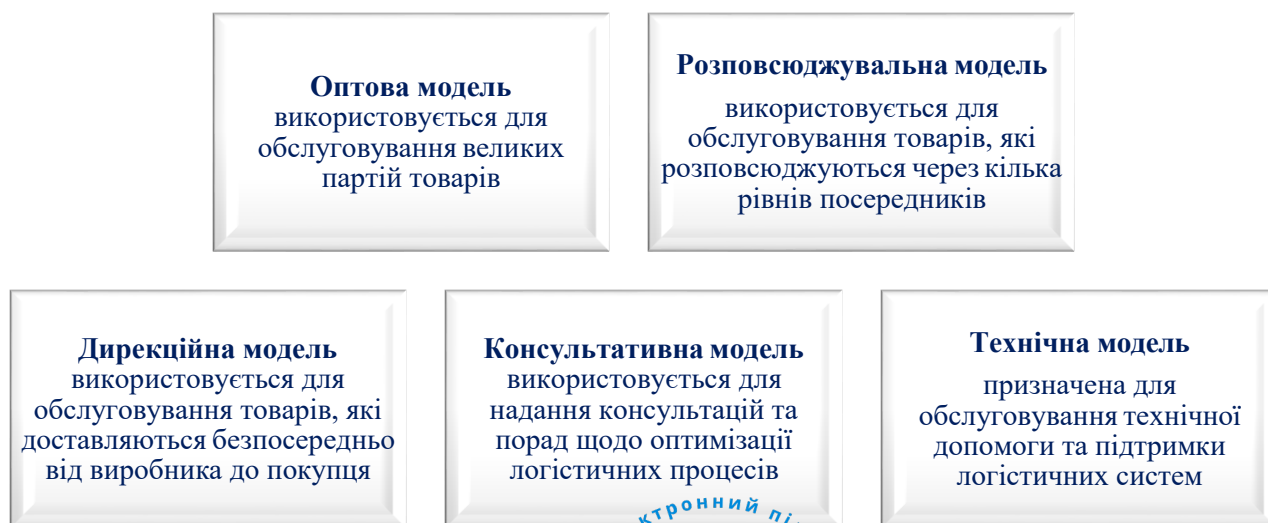 Оптова модель
використовується для
обслуговування великих
партій товарів
Розповсюджувальна модель
використовується для
обслуговування товарів, які
розповсюджуються через кілька
рівнів посередників
Дирекційна модель
використовується для
обслуговування товарів, які
доставляються безпосередньо
від виробника до покупця
Консультативна модель
використовується для
надання консультацій та
порад щодо оптимізації
логістичних процесів
Технічна модель
призначена для
обслуговування технічної
допомоги та підтримки
логістичних систем